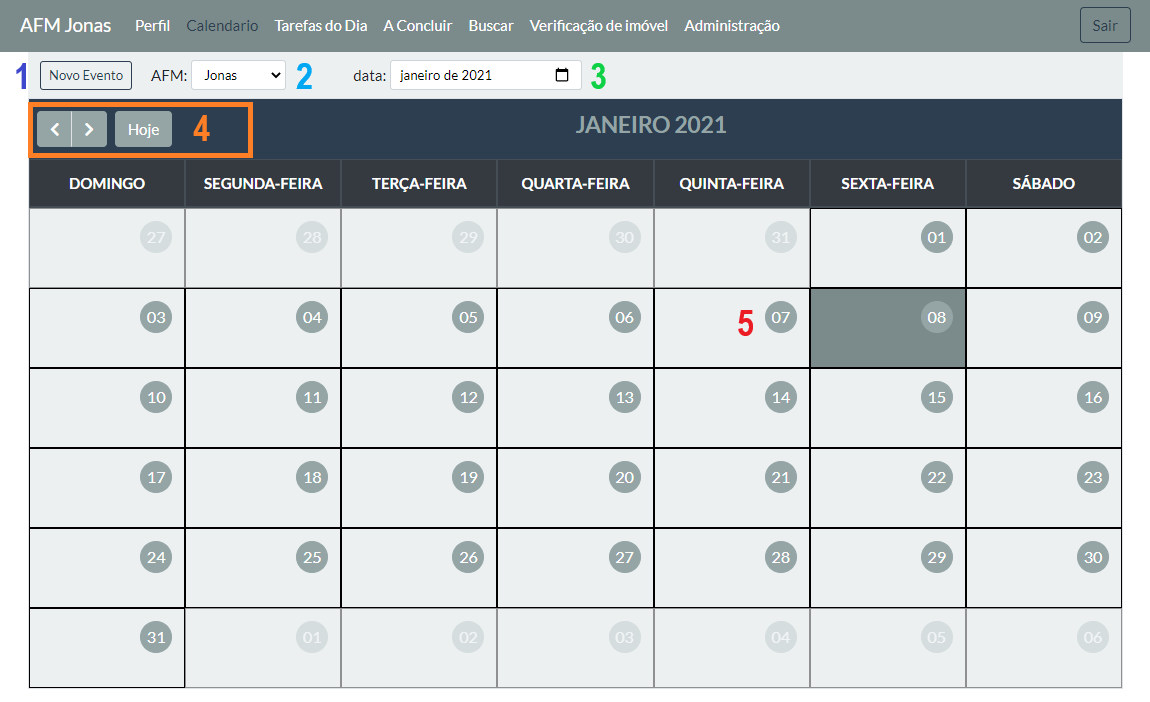 AFM Jonas Perfil Calendario Tarefas do Dia A Concluir Buscar Verificação de imóvel Administração Sair
1 Novo Evento AFM: Jonas 2 data: janeiro de 2021 3
Hoje 4 JANEIRO 2021
DOMINGO SEGUNDA-FEIRA TERÇA-FEIRA QUARTA-FEIRA QUINTA-FEIRA SEXTA-FEIRA SÁBADO
27 28 29 30 31 01 02
03 04 05 06 5 07 08 09
10 11 12 13 14 15 16
17 18 19 20 21 22 23
24 25 26 27 28 29 30
31 01 02 03 04 05 06